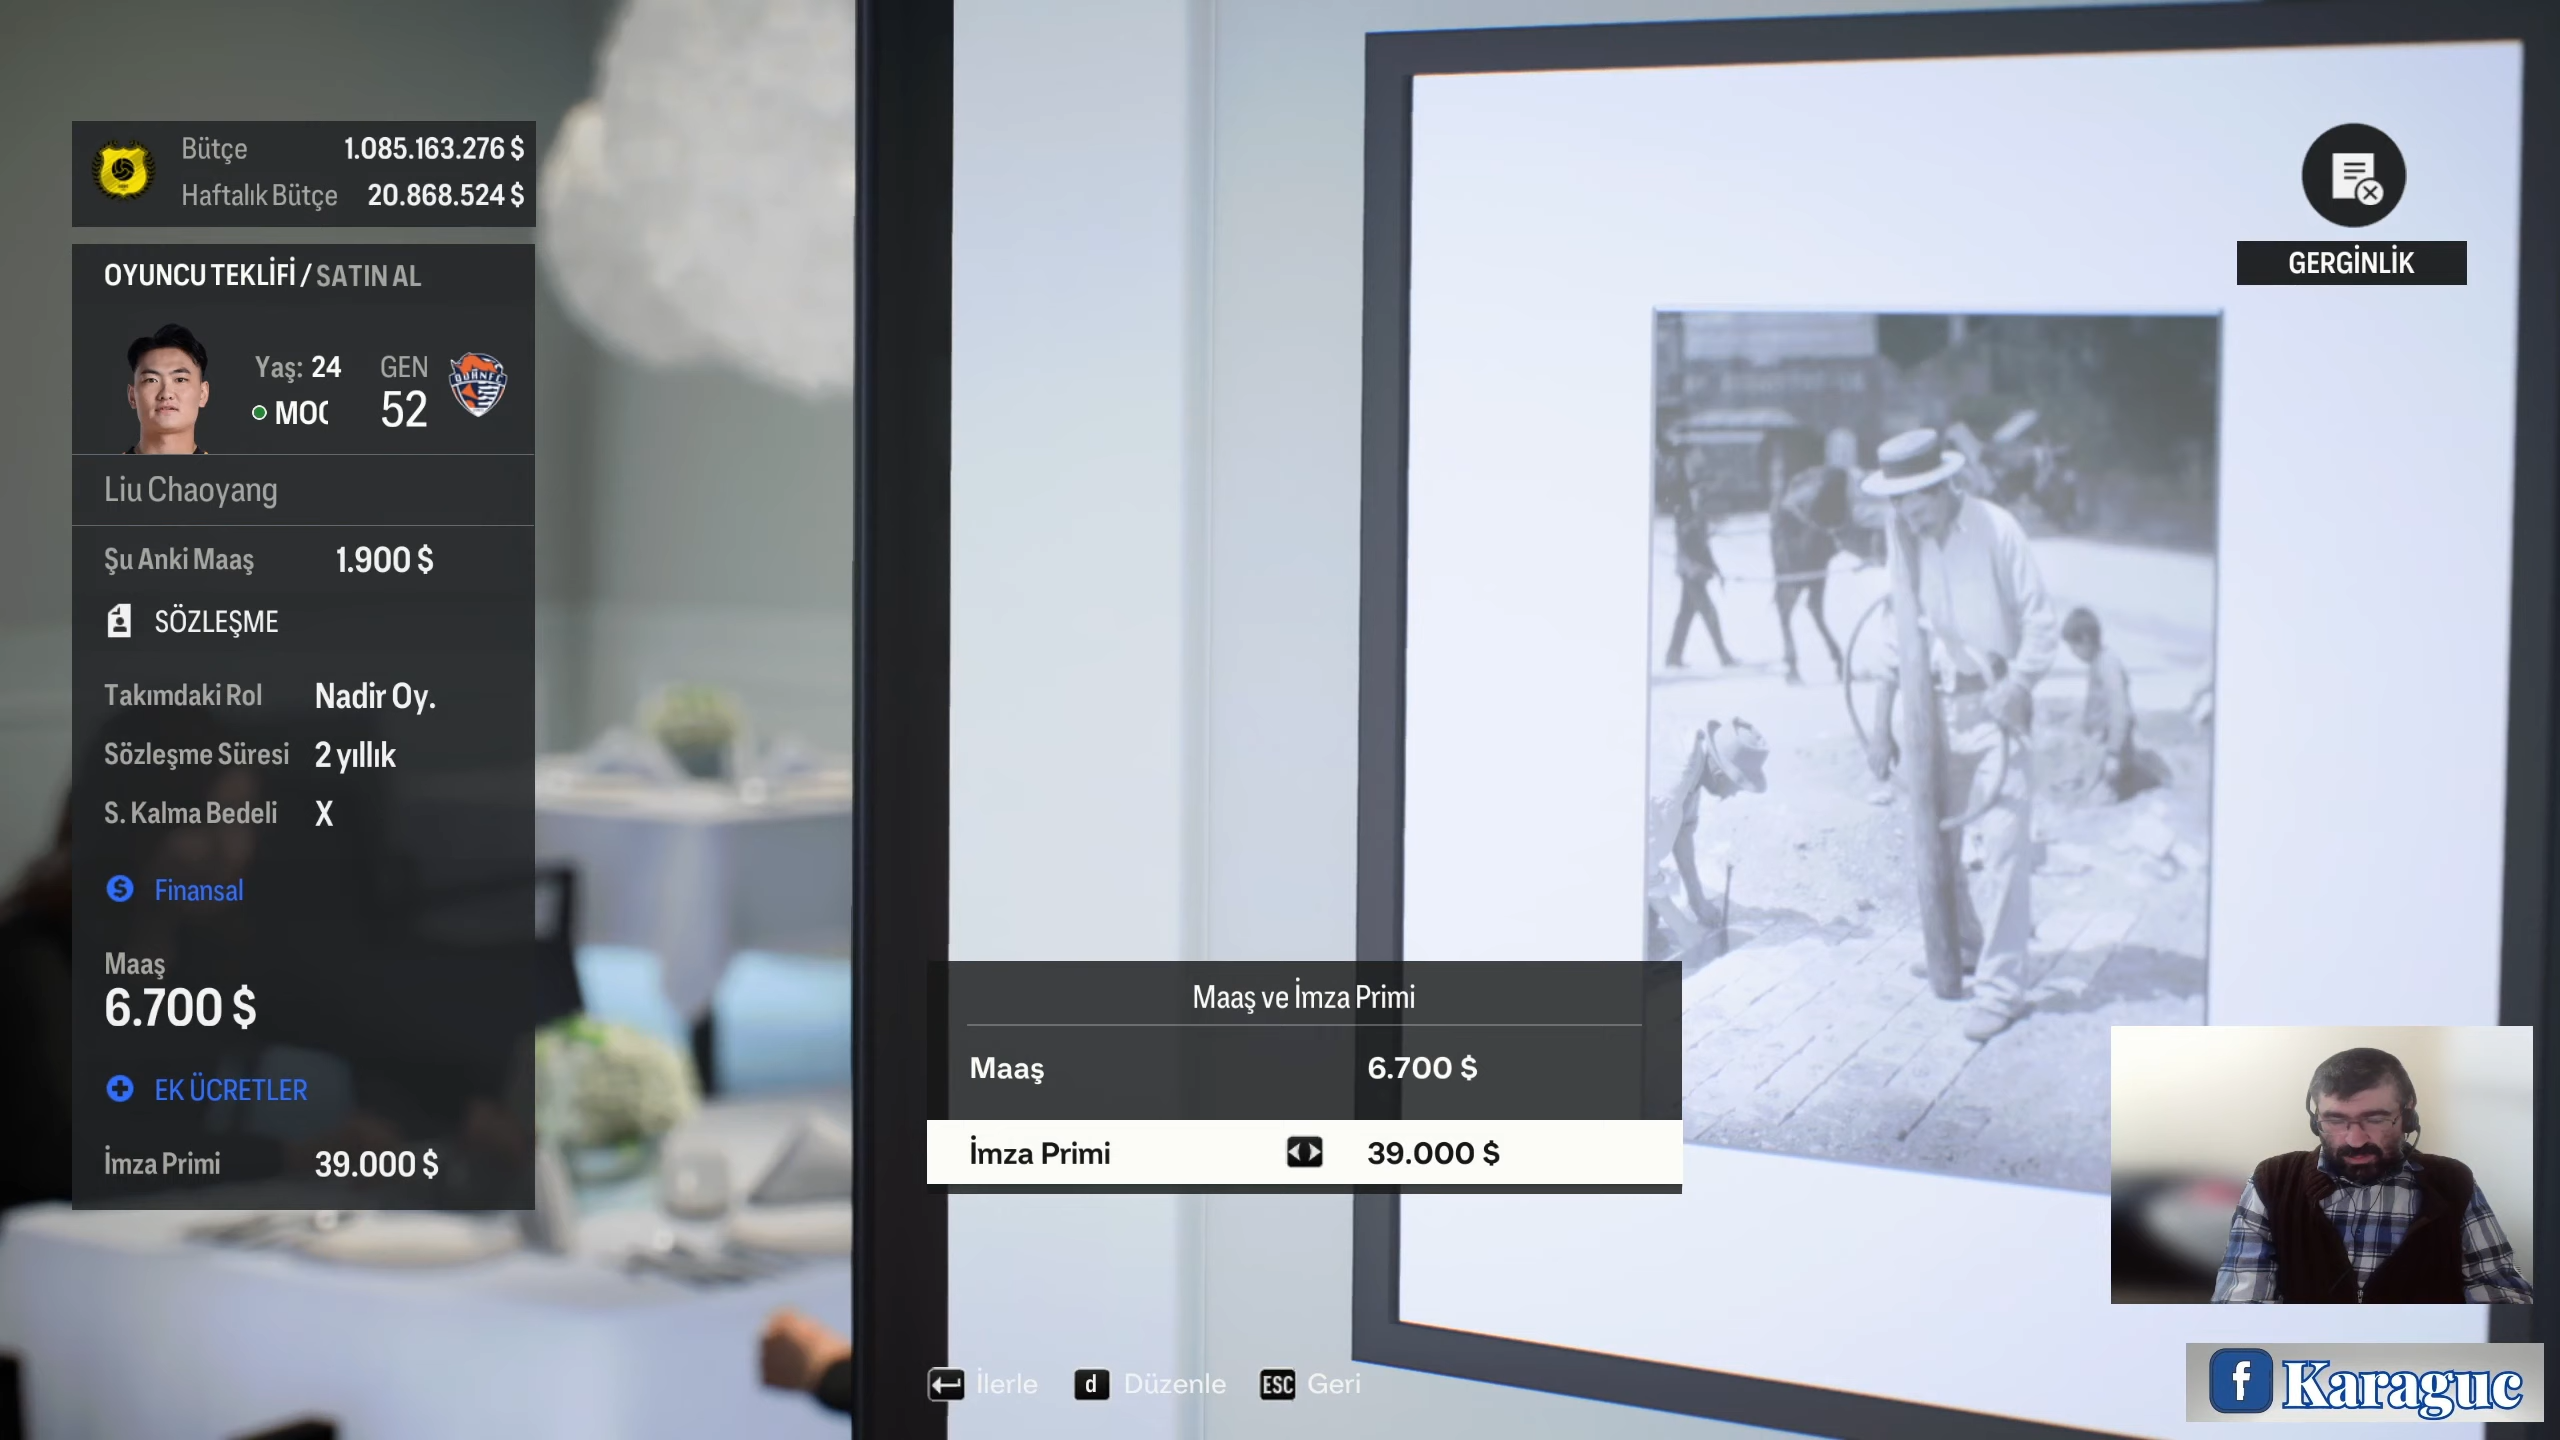 Bütçe 1.085.163.276 $
Haftalık Bütçe 20.868.524 $
OYUNCU TEKLİFİ / SATIN AL
Yaş: 24 GEN
MOO 52
Liu Chaoyang
Şu Anki Maaş 1.900 $
SÖZLEŞME
Takımdaki Rol Nadir Oy.
Sözleşme Süresi 2 yıllık
S. Kalma Bedeli X
Finansal
Maaş
6.700 $
EK ÜCRETLER
İmza Primi 39.000 $
GERGİNLİK
Maaş ve İmza Primi
Maaş 6.700 $
İmza Primi 39.000 $
İlerle d Düzenle ESC Geri
f Karaguc